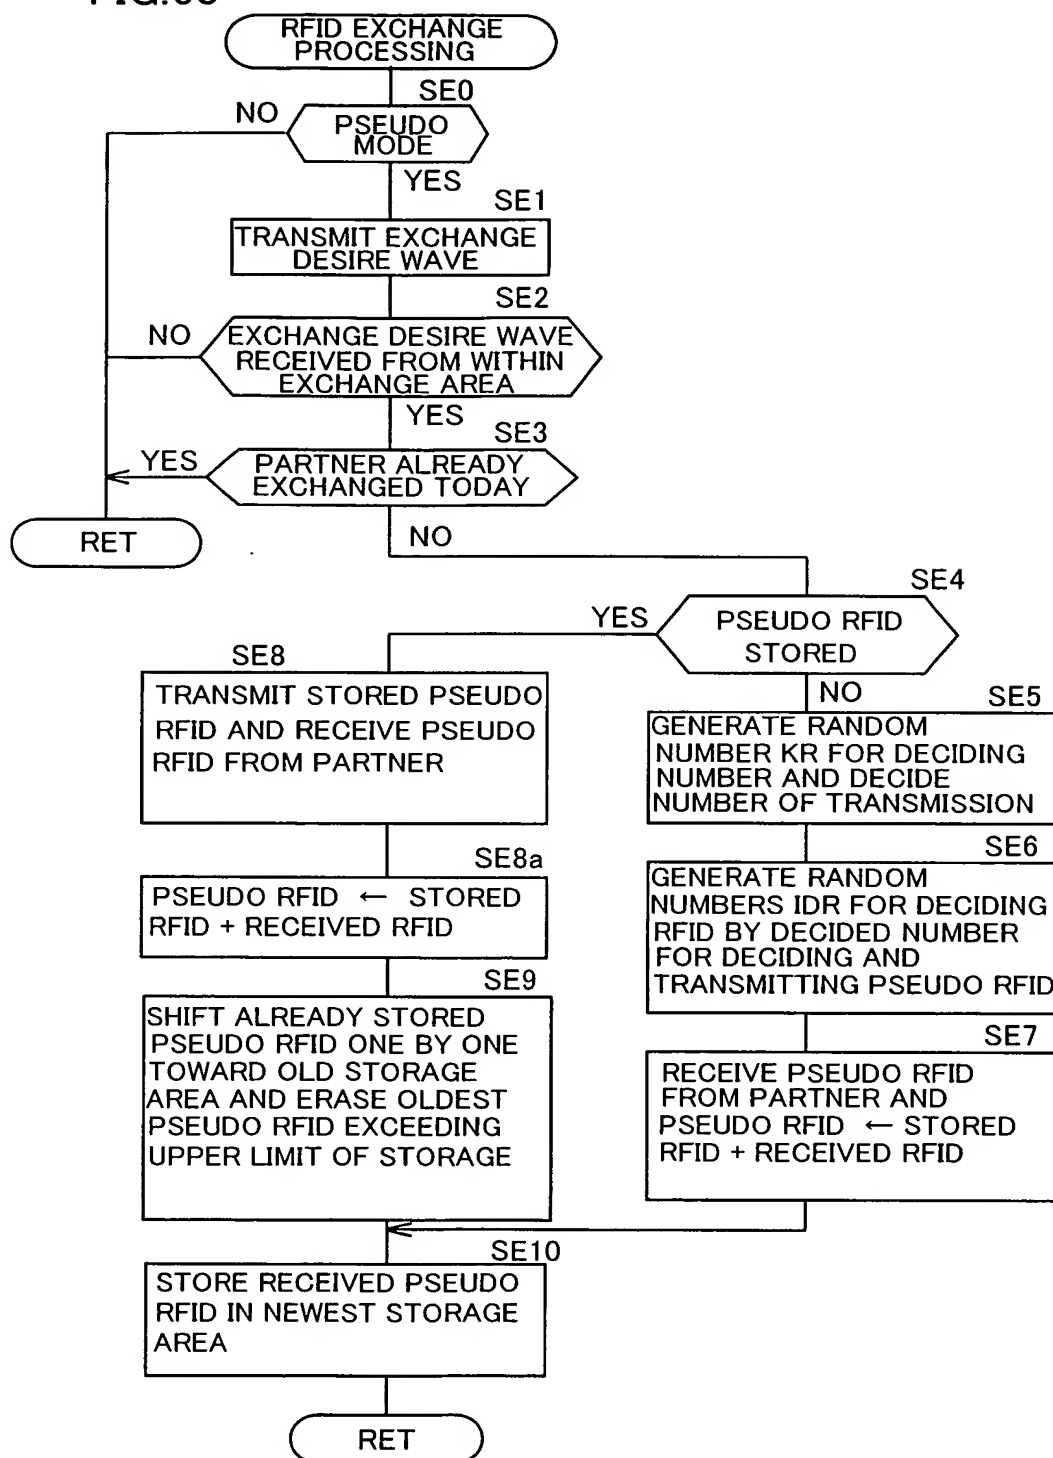 RFID EXCHANGE
PROCESSING
SE0
NO
PSEUDO
MODE
YES
SE1
TRANSMIT EXCHANGE
DESIRE WAVE
SE2
NO
EXCHANGE DESIRE WAVE
RECEIVED FROM WITHIN
EXCHANGE AREA
YES
SE3
YES
PARTNER ALREADY
EXCHANGED TODAY
RET
NO
SE4
YES
PSEUDO RFID
STORED
NO
SE8
TRANSMIT STORED PSEUDO
RFID AND RECEIVE PSEUDO
RFID FROM PARTNER
SE5
GENERATE RANDOM
NUMBER KR FOR DECIDING
NUMBER AND DECIDE
NUMBER OF TRANSMISSION
SE8a
PSEUDO RFID ← STORED
RFID + RECEIVED RFID
SE6
GENERATE RANDOM
NUMBERS IDR FOR DECIDING
RFID BY DECIDED NUMBER
FOR DECIDING AND
TRANSMITTING PSEUDO RFID
SE9
SHIFT ALREADY STORED
PSEUDO RFID ONE BY ONE
TOWARD OLD STORAGE
AREA AND ERASE OLDEST
PSEUDO RFID EXCEEDING
UPPER LIMIT OF STORAGE
SE7
RECEIVE PSEUDO RFID
FROM PARTNER AND
PSEUDO RFID ← STORED
RFID + RECEIVED RFID
SE10
STORE RECEIVED PSEUDO
RFID IN NEWEST STORAGE
AREA
RET